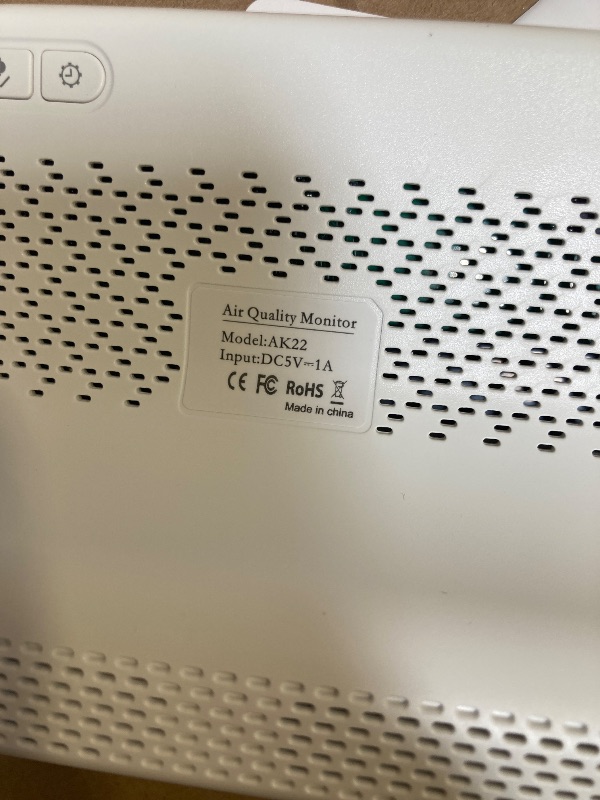 Air Quality Monitor
Model:AK22
Input:DC5V⎓1A
CE FC RoHS
Made in china